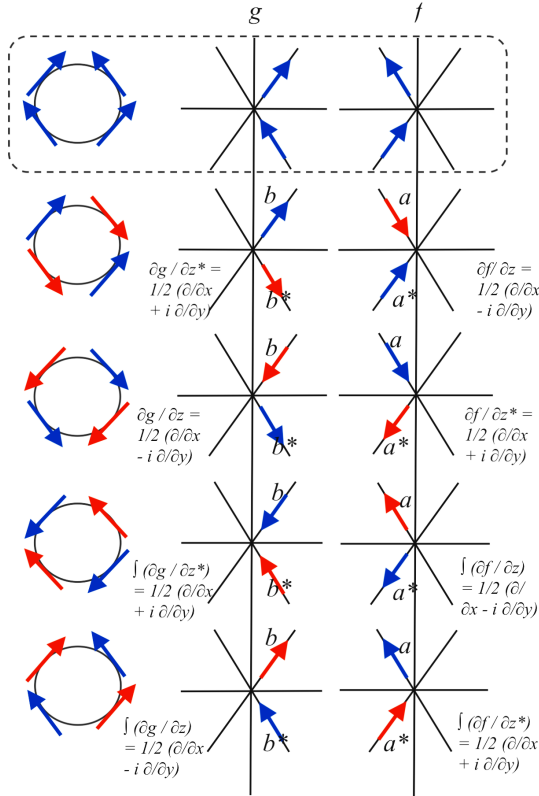 g f
b a
∂g / ∂z* =
1/2 (∂/∂x
+ i ∂/∂y)
b* a*
∂f/ ∂z =
1/2 (∂/∂x
- i ∂/∂y)
b a
∂g / ∂z =
1/2 (∂/∂x
- i ∂/∂y)
b* a*
∂f / ∂z* =
1/2 (∂/∂x
+ i ∂/∂y)
b a
∫ (∂g / ∂z*)
= 1/2 (∂/∂x
+ i ∂/∂y)
b* a*
∫ (∂f / ∂z)
= 1/2 (∂/
∂x - i ∂/∂y)
b a
∫ (∂g / ∂z)
= 1/2 (∂/∂x
- i ∂/∂y)
b* a*
∫ (∂f / ∂z*)
= 1/2 (∂/∂x
+ i ∂/∂y)